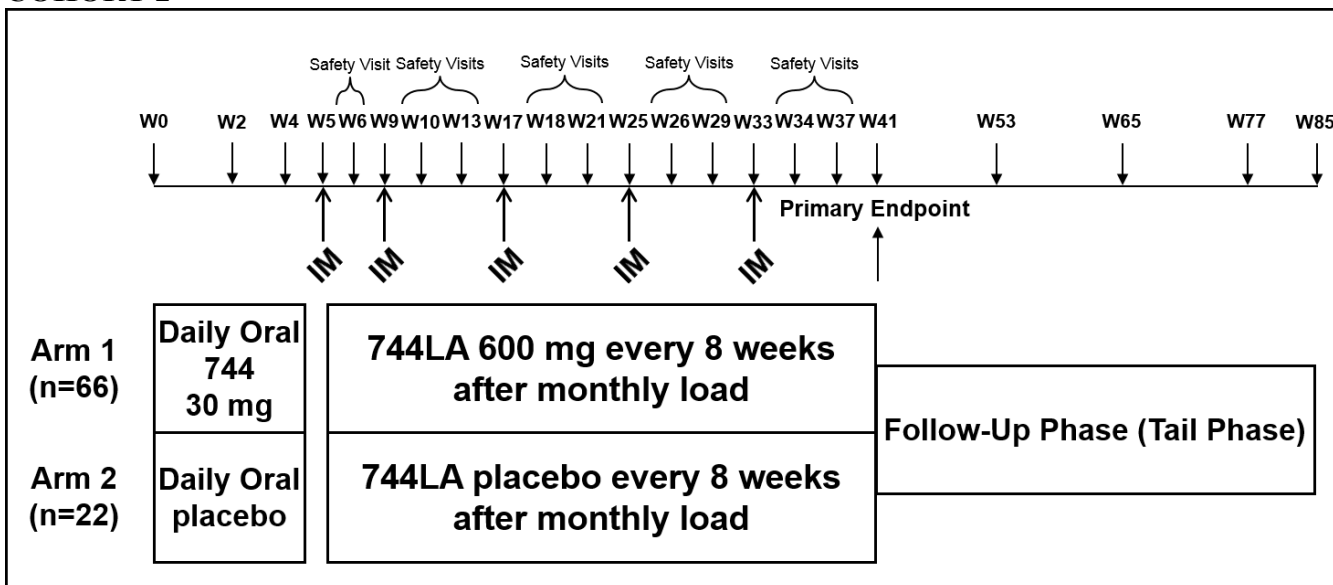 Safety Visit Safety Visits Safety Visits Safety Visits Safety Visits
W0 W2 W4 W5 W6 W9 W10 W13 W17 W18 W21 W25 W26 W29 W33 W34 W37 W41 W53 W65 W77 W85
Primary Endpoint
IM IM IM IM IM
Arm 1
(n=66)
Daily Oral
744
30 mg
744LA 600 mg every 8 weeks
after monthly load
Follow-Up Phase (Tail Phase)
Arm 2
(n=22)
Daily Oral
placebo
744LA placebo every 8 weeks
after monthly load